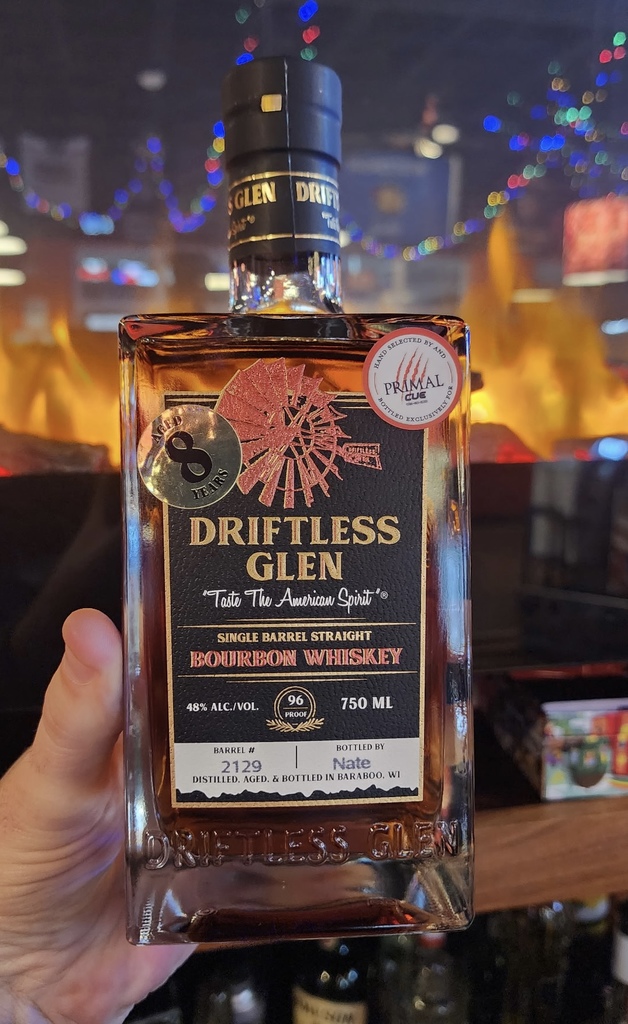 S GLEN DRIFT
HAND SELECTED BY AND
PRIMAL
CUE
BOTTLED EXCLUSIVELY FOR
AGED
8
YEARS
DRIFTLESS
GLEN
"Taste The American Spirit"®
SINGLE BARREL STRAIGHT
BOURBON WHISKEY
48% ALC./VOL.
96
PROOF
750 ML
BARREL #
2129
BOTTLED BY
Nate
DISTILLED, AGED, & BOTTLED IN BARABOO, WI
DRIFTLESS GLEN